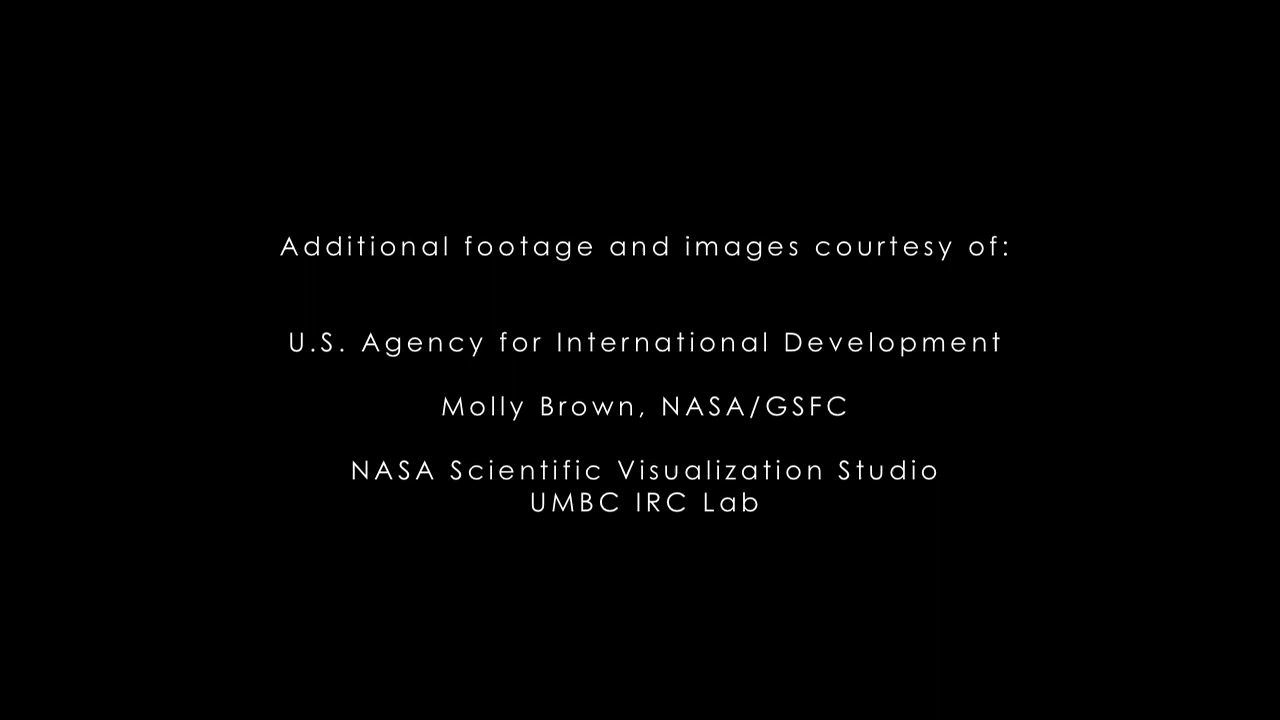 Additional footage and images courtesy of:
U.S. Agency for International Development
Molly Brown, NASA/GSFC
NASA Scientific Visualization Studio
UMBC IRC Lab